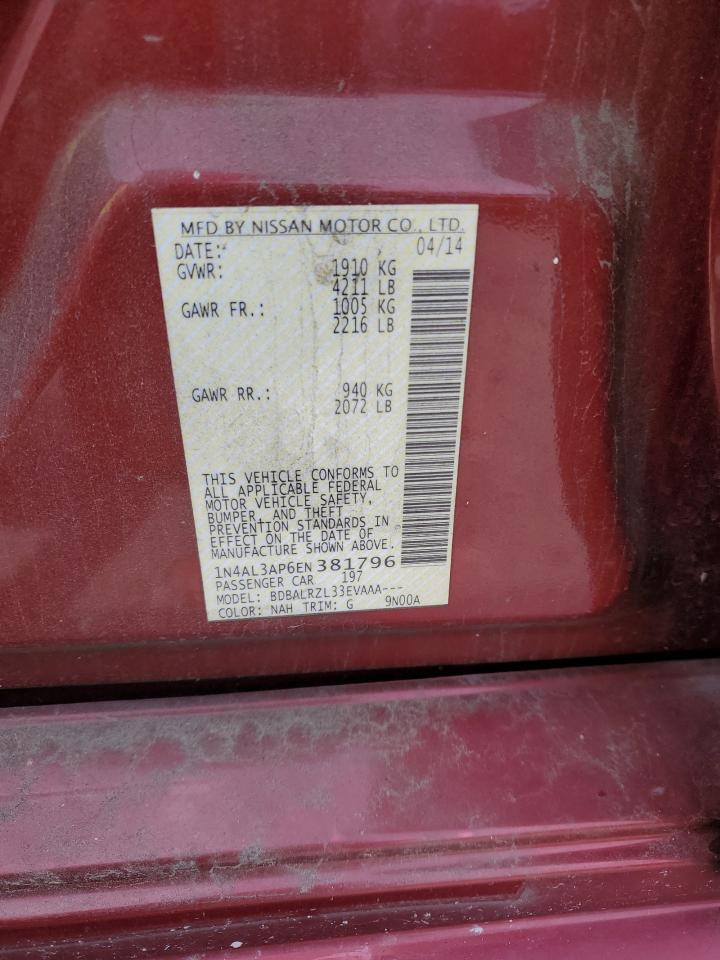 MFD BY NISSAN MOTOR CO., LTD.
DATE: 04/14
GVWR: 1910 KG
4211 LB
GAWR FR.: 1005 KG
2216 LB
GAWR RR.: 940 KG
2072 LB
THIS VEHICLE CONFORMS TO
ALL APPLICABLE FEDERAL
MOTOR VEHICLE SAFETY,
BUMPER, AND THEFT
PREVENTION STANDARDS IN
EFFECT ON THE DATE OF
MANUFACTURE SHOWN ABOVE.
1N4AL3AP6EN381796
PASSENGER CAR 197
MODEL: BDBALRZL33EVAAA---
COLOR: NAH TRIM: G 9N00A